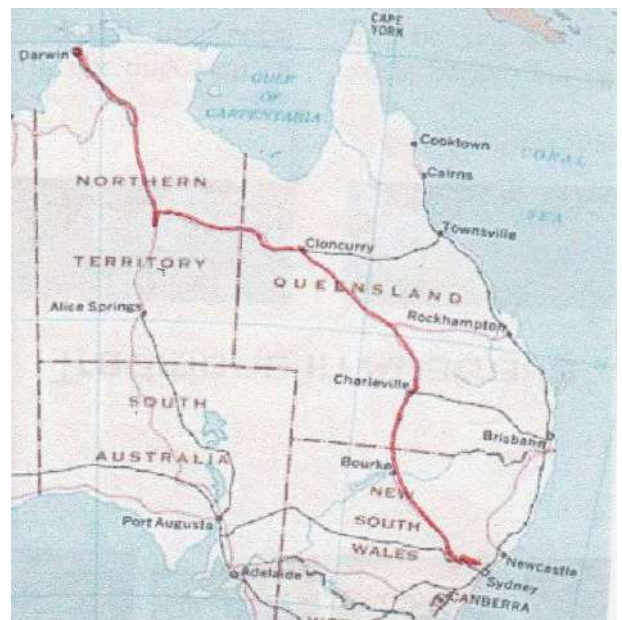 CAPE
YORK
Darwin
GULF
OF
CARPENTARIA
Cooktown
CORAL
Cairns
NORTHERN
SEA
Townsville
Cloncurry
TERRITORY
QUEENSLAND
Alice Springs
Rockhampton
Charleville
SOUTH
Brisbane
AUSTRALIA
Bourke
NEW
Port Augusta
SOUTH
WALES
Newcastle
Adelaide
Sydney
CANBERRA